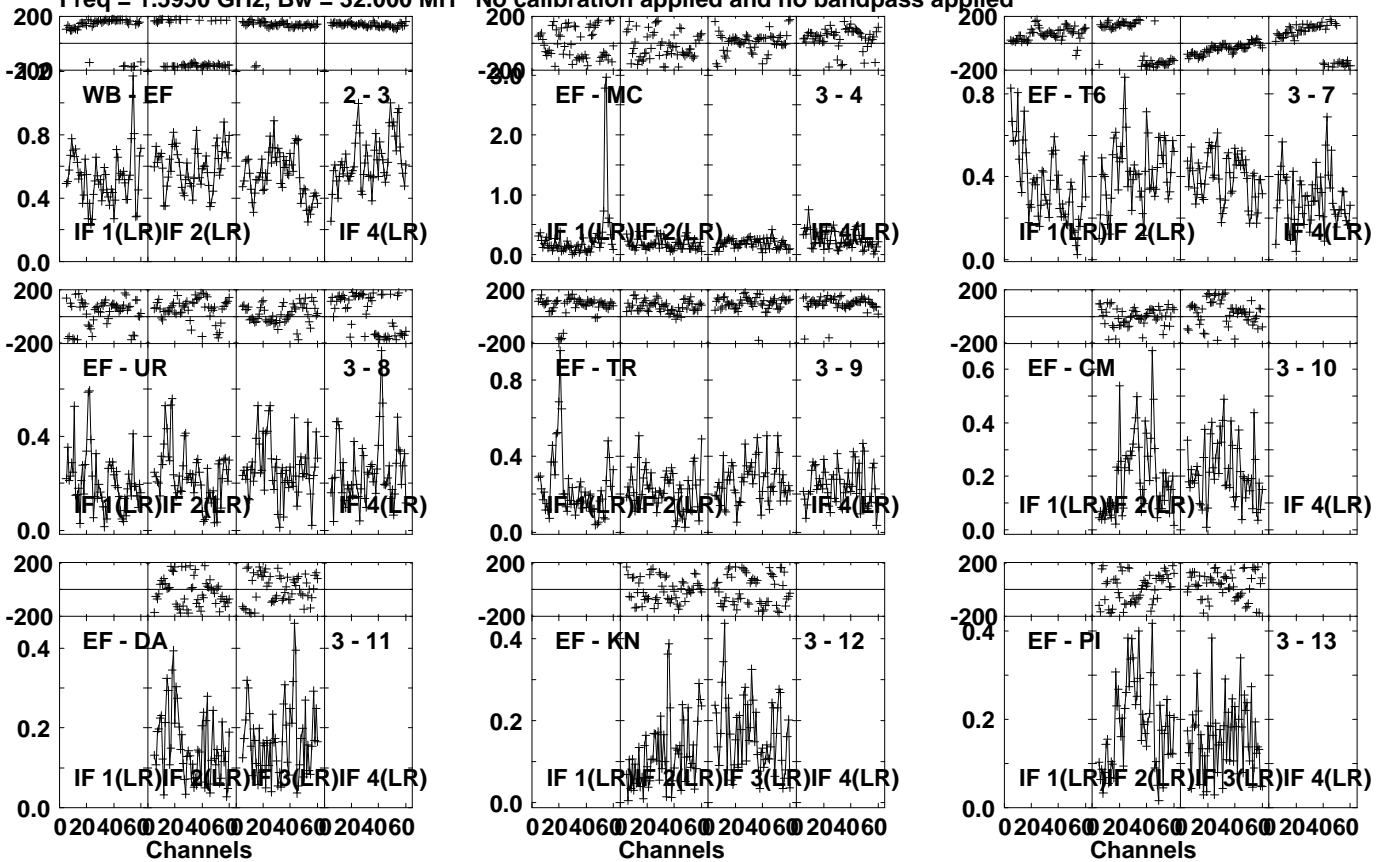 Freq = 1.5950 GHz, Bw = 32.000 MH No calibration applied and no bandpass applied
200
-200
1.2
0.8
0.4
0.0
WB - EF
2 - 3
IF 1(LR)
IF 2(LR)
IF 4(LR)
200
-200
3.0
2.0
1.0
0.0
EF - MC
3 - 4
IF 1(LR)
IF 2(LR)
IF 4(LR)
200
-200
0.8
0.4
0.0
EF - T6
3 - 7
IF 1(LR)
IF 2(LR)
IF 4(LR)
200
-200
0.4
0.0
EF - UR
3 - 8
IF 1(LR)
IF 2(LR)
IF 4(LR)
200
-200
0.8
0.4
0.0
EF - TR
3 - 9
IF 1(LR)
IF 2(LR)
IF 4(LR)
200
-200
0.6
0.4
0.2
0.0
EF - CM
3 - 10
IF 1(LR)
IF 2(LR)
IF 4(LR)
200
-200
0.4
0.2
0.0
EF - DA
3 - 11
IF 1(LR)
IF 2(LR)
IF 3(LR)
IF 4(LR)
0 20 40 60 0 20 40 60 0 20 40 60 0 20 40 60
Channels
200
-200
0.4
0.2
0.0
EF - KN
3 - 12
IF 1(LR)
IF 2(LR)
IF 3(LR)
IF 4(LR)
0 20 40 60 0 20 40 60 0 20 40 60 0 20 40 60
Channels
200
-200
0.4
0.2
0.0
EF - PI
3 - 13
IF 1(LR)
IF 2(LR)
IF 3(LR)
IF 4(LR)
0 20 40 60 0 20 40 60 0 20 40 60 0 20 40 60
Channels